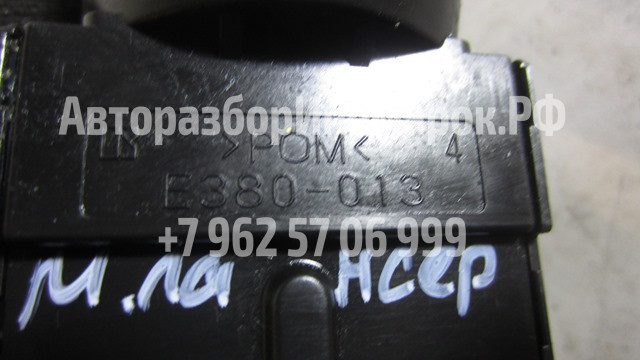 Авторазбор рок.РФ
>POM< 4
E380-013
+7 962 57 06 999
М.ла нсер